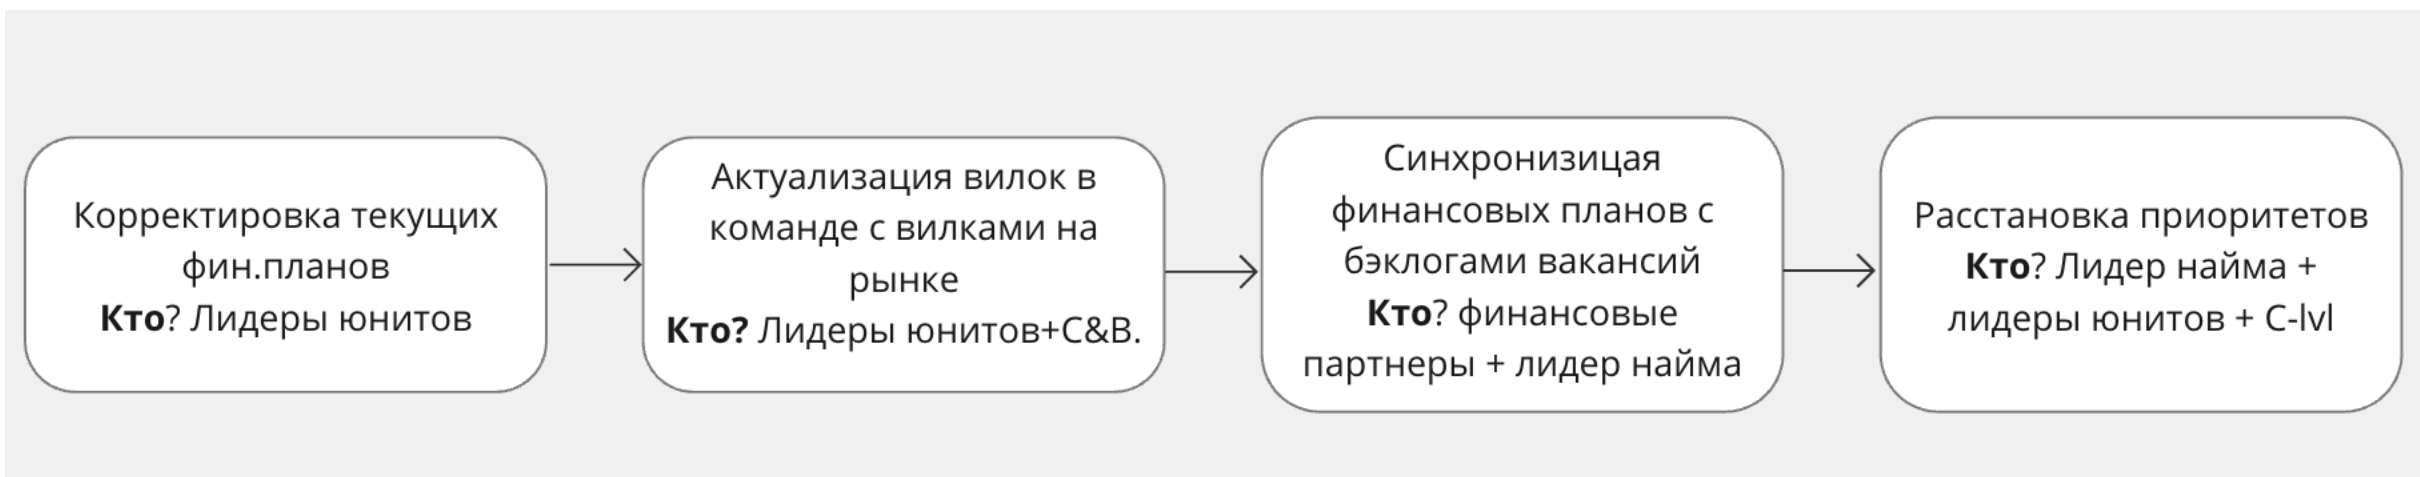 Корректировка текущих
фин.планов
Кто? Лидеры юнитов
Актуализация вилок в
команде с вилками на
рынке
Кто? Лидеры юнитов+C&B.
Синхронизицая
финансовых планов с
бэклогами вакансий
Кто? финансовые
партнеры + лидер найма
Расстановка приоритетов
Кто? Лидер найма +
лидеры юнитов + C-lvl